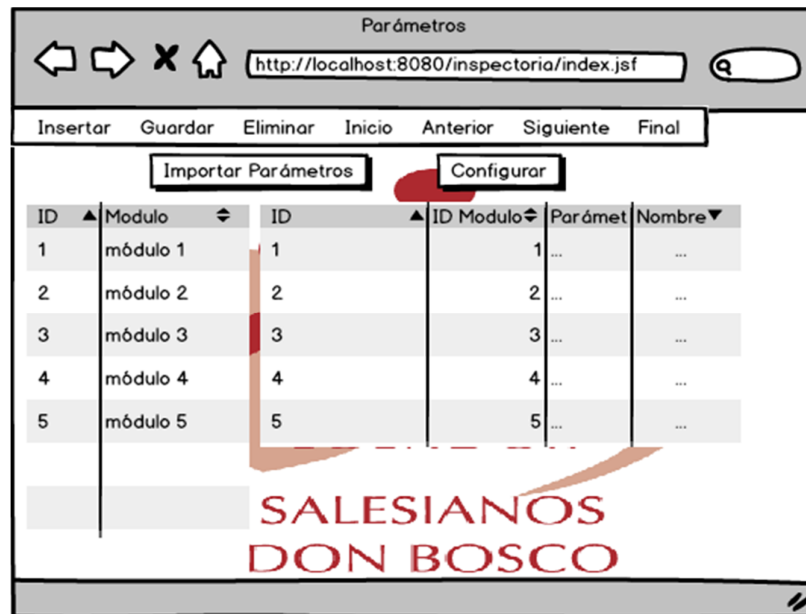 Parámetros
http://localhost:8080/inspectoria/index.jsf
Insertar Guardar Eliminar Inicio Anterior Siguiente Final
Importar Parámetros Configurar
ID Modulo ID ID Modulo Parámet Nombre
1 módulo 1 1 1 ... ...
2 módulo 2 2 2 ... ...
3 módulo 3 3 3 ... ...
4 módulo 4 4 4 ... ...
5 módulo 5 5 5 ... ...
SALESIANOS
DON BOSCO